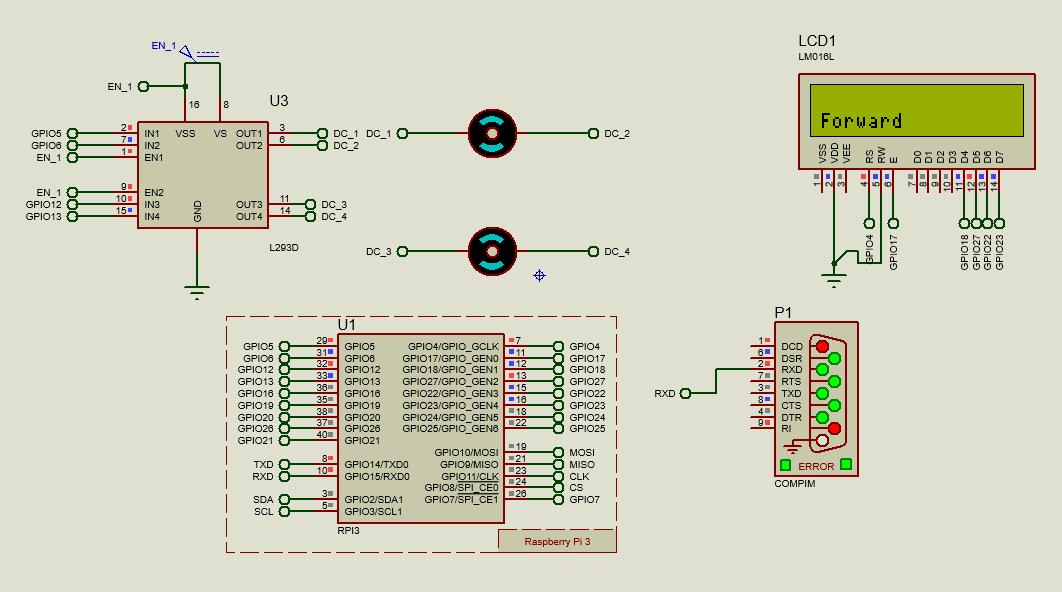 EN_1
EN_1
U3
16
8
GPIO5
2
IN1
VSS
VS
OUT1
3
DC_1
GPIO6
7
IN2
OUT2
6
DC_2
EN_1
1
EN1
EN_1
9
EN2
GPIO12
10
IN3
OUT3
11
DC_3
GPIO13
15
IN4
OUT4
14
DC_4
GND
L293D
DC_1
DC_2
DC_3
DC_4
LCD1
LM016L
Forward
VSS
VDD
VEE
RS
RW
E
D0
D1
D2
D3
D4
D5
D6
D7
1
2
3
4
5
6
7
8
9
10
11
12
13
14
GPIO4
GPIO17
GPIO18
GPIO27
GPIO22
GPIO23
U1
GPIO5
29
GPIO5
GPIO4/GPIO_GCLK
7
GPIO4
GPIO6
31
GPIO6
GPIO17/GPIO_GEN0
11
GPIO17
GPIO12
32
GPIO12
GPIO18/GPIO_GEN1
12
GPIO18
GPIO13
33
GPIO13
GPIO27/GPIO_GEN2
13
GPIO27
GPIO16
36
GPIO16
GPIO22/GPIO_GEN3
15
GPIO22
GPIO19
35
GPIO19
GPIO23/GPIO_GEN4
16
GPIO23
GPIO20
38
GPIO20
GPIO24/GPIO_GEN5
18
GPIO24
GPIO26
37
GPIO26
GPIO25/GPIO_GEN6
22
GPIO25
GPIO21
40
GPIO21
GPIO10/MOSI
19
MOSI
TXD
8
GPIO14/TXD0
GPIO9/MISO
21
MISO
RXD
10
GPIO15/RXD0
GPIO11/CLK
23
CLK
GPIO8/SPI_CE0
24
CS
SDA
3
GPIO2/SDA1
GPIO7/SPI_CE1
26
GPIO7
SCL
5
GPIO3/SCL1
RPI3
Raspberry Pi 3
P1
1
DCD
6
DSR
RXD
2
RXD
7
RTS
3
TXD
8
CTS
4
DTR
9
RI
ERROR
COMPIM